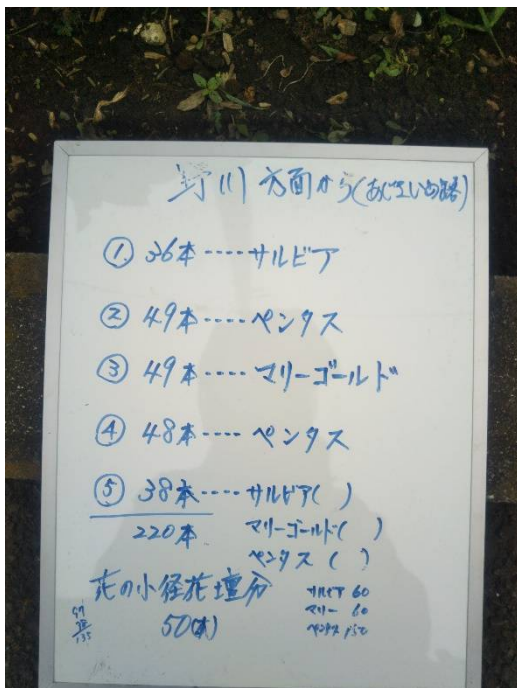 野川方面から(あじさい通路)
① 36本‥‥サルビア
② 49本‥‥ペンタス
③ 49本‥‥マリーゴールド
④ 48本‥‥ペンタス
⑤ 38本‥‥サルビア( )
220本 マリーゴールド( )
ペンタス( )
花の小径花壇分
50(本)
サルビア 60
マリー 60
ペンタス 150
135